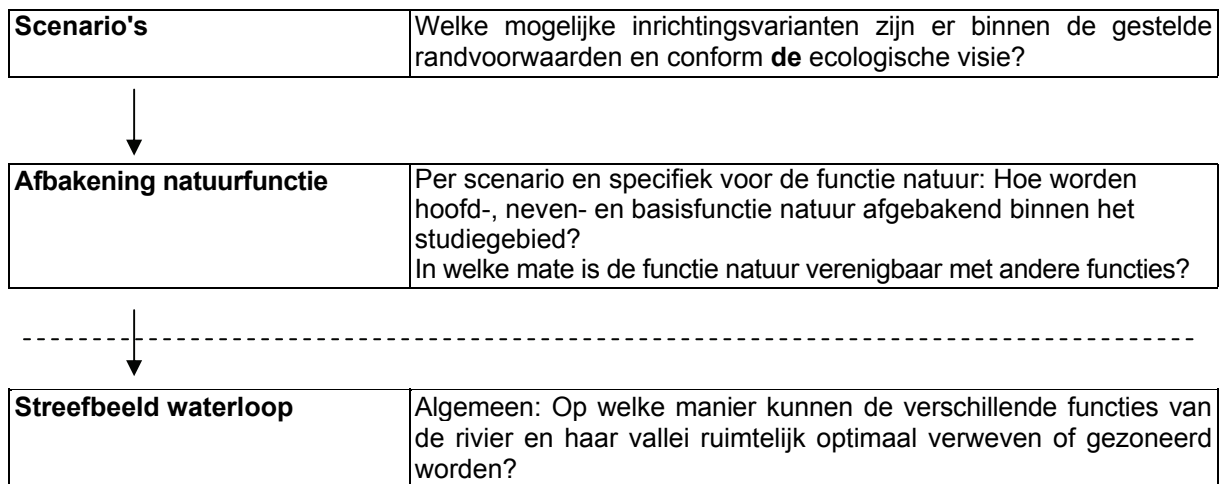 Scenario's
Welke mogelijke inrichtingsvarianten zijn er binnen de gestelde
randvoorwaarden en conform de ecologische visie?
Afbakening natuurfunctie
Per scenario en specifiek voor de functie natuur: Hoe worden
hoofd-, neven- en basisfunctie natuur afgebakend binnen het
studiegebied?
In welke mate is de functie natuur verenigbaar met andere functies?
Streefbeeld waterloop
Algemeen: Op welke manier kunnen de verschillende functies van
de rivier en haar vallei ruimtelijk optimaal verweven of gezoneerd
worden?